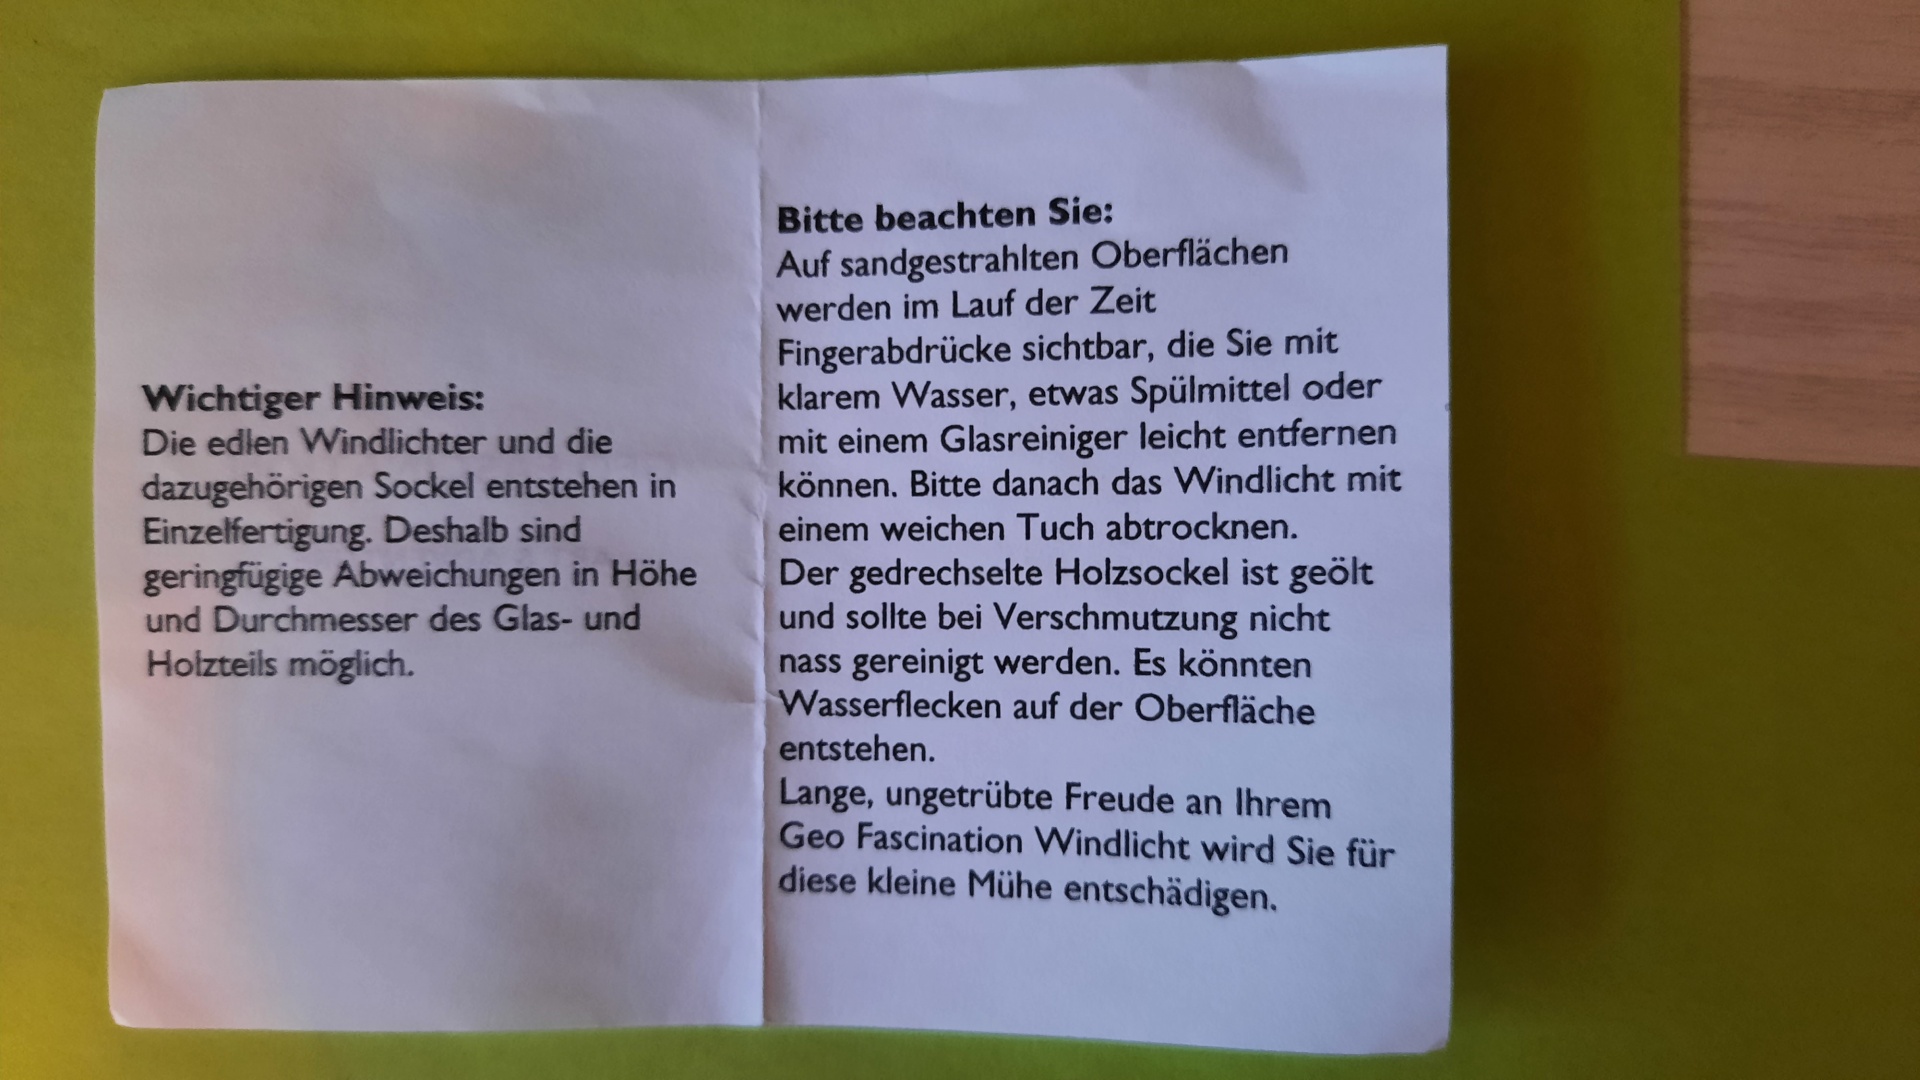 Wichtiger Hinweis:
Die edlen Windlichter und die
dazugehörigen Sockel entstehen in
Einzelfertigung. Deshalb sind
geringfügige Abweichungen in Höhe
und Durchmesser des Glas- und
Holzteils möglich.
Bitte beachten Sie:
Auf sandgestrahlten Oberflächen
werden im Lauf der Zeit
Fingerabdrücke sichtbar, die Sie mit
klarem Wasser, etwas Spülmittel oder
mit einem Glasreiniger leicht entfernen
können. Bitte danach das Windlicht mit
einem weichen Tuch abtrocknen.
Der gedrechselte Holzsockel ist geölt
und sollte bei Verschmutzung nicht
nass gereinigt werden. Es könnten
Wasserflecken auf der Oberfläche
entstehen.
Lange, ungetrübte Freude an Ihrem
Geo Fascination Windlicht wird Sie für
diese kleine Mühe entschädigen.